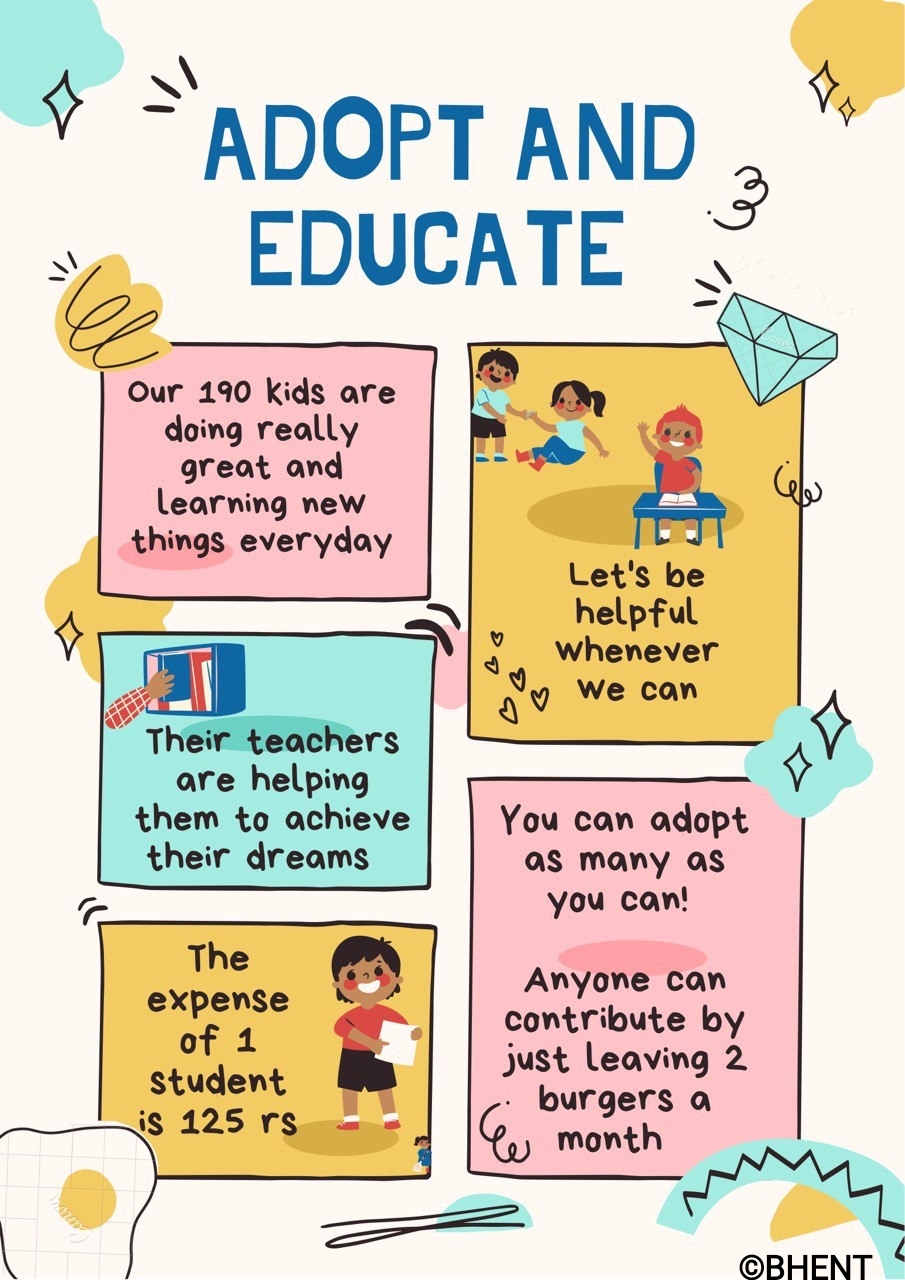 ADOPT AND
EDUCATE
Our 190 kids are
doing really
great and
learning new
things everyday
Let's be
helpful
whenever
we can
Their teachers
are helping
them to achieve
their dreams
You can adopt
as many as
you can!
Anyone can
contribute by
just leaving 2
burgers a
month
The
expense
of 1
student
is 125 rs
©BHENT